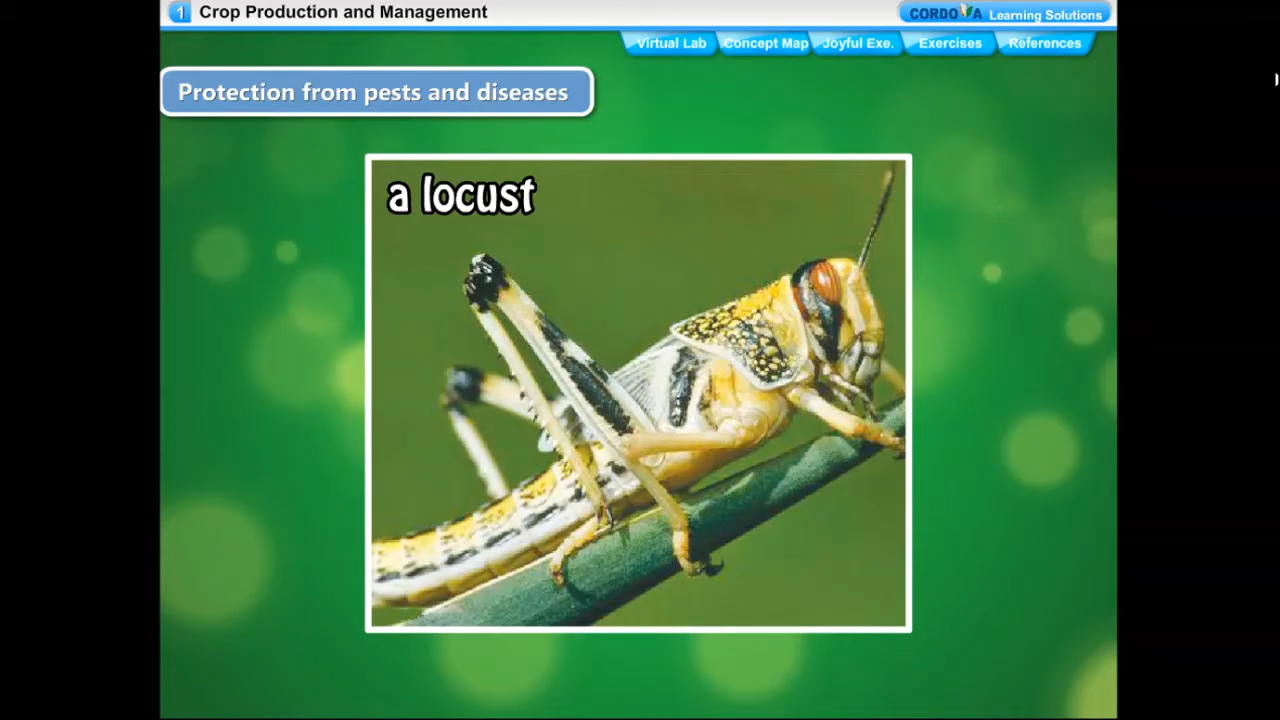 1 Crop Production and Management
CORDOVA Learning Solutions
Virtual Lab Concept Map Joyful Exe. Exercises References
Protection from pests and diseases
a locust